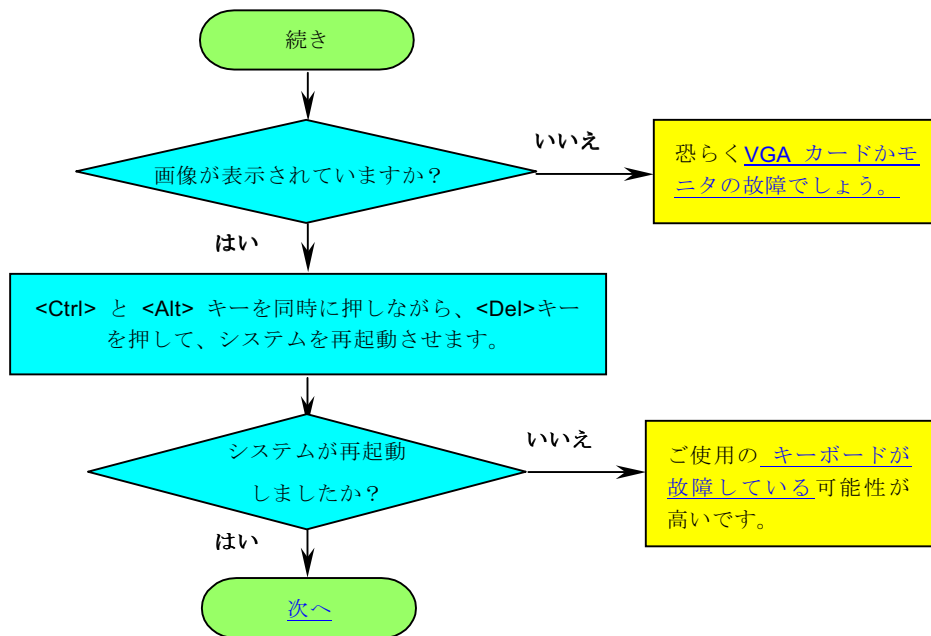 続き
画像が表示されていますか？
いいえ
恐らくVGA カードかモ
ニタの故障でしょう。
はい
<Ctrl> と <Alt> キーを同時に押しながら、<Del>キー
を押して、システムを再起動させます。
システムが再起動
しましたか？
いいえ
ご使用の キーボードが
故障している可能性が
高いです。
はい
次へ